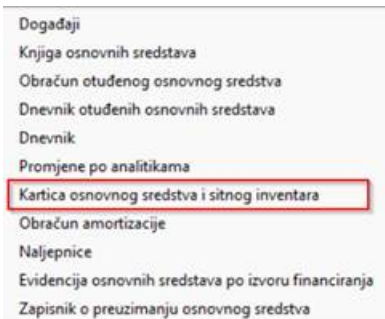 Događaji
Knjiga osnovnih sredstava
Obračun otuđenog osnovnog sredstva
Dnevnik otuđenih osnovnih sredstava
Dnevnik
Promjene po analitikama
Kartica osnovnog sredstva i sitnog inventara
Obračun amortizacije
Naljepnice
Evidencija osnovnih sredstava po izvoru financiranja
Zapisnik o preuzimanju osnovnog sredstva